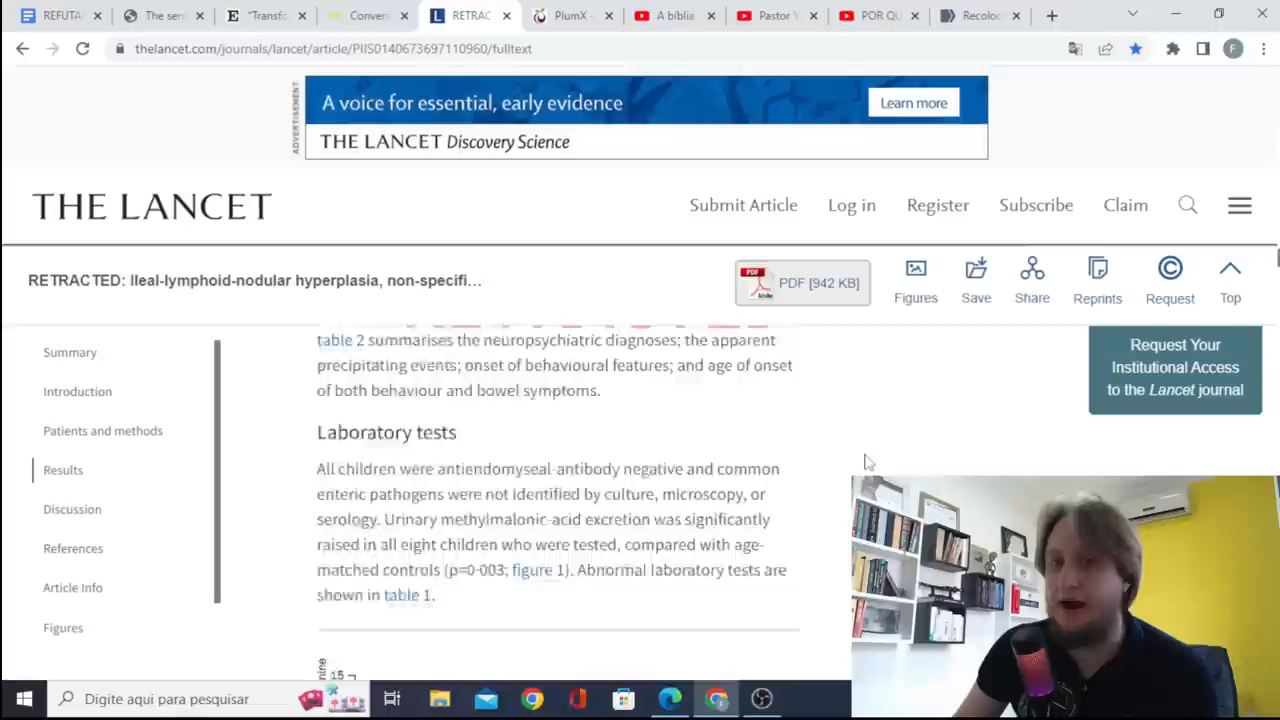 REFUTA
The seri
"Transfo
Convers
RETRAC
PlumX -
A bíblia
Pastor
POR QU
Recoloc
thelancet.com/journals/lancet/article/PIIS0140673697110960/fulltext
ADVERTISEMENT
A voice for essential, early evidence
Learn more
THE LANCET Discovery Science
THE LANCET
Submit Article
Log in
Register
Subscribe
Claim
RETRACTED: Ileal-lymphoid-nodular hyperplasia, non-specifi...
PDF
Adobe
PDF [942 KB]
Figures
Save
Share
Reprints
Request
Top
Summary
Introduction
Patients and methods
Results
Discussion
References
Article Info
Figures
table 2 summarises the neuropsychiatric diagnoses; the apparent
precipitating events; onset of behavioural features; and age of onset
of both behaviour and bowel symptoms.
Laboratory tests
All children were antiendomyseal-antibody negative and common
enteric pathogens were not identified by culture, microscopy, or
serology. Urinary methylmalonic-acid excretion was significantly
raised in all eight children who were tested, compared with age-
matched controls (p=0·003; figure 1). Abnormal laboratory tests are
shown in table 1.
15
Request Your
Institutional Access
to the Lancet journal
Digite aqui para pesquisar
F